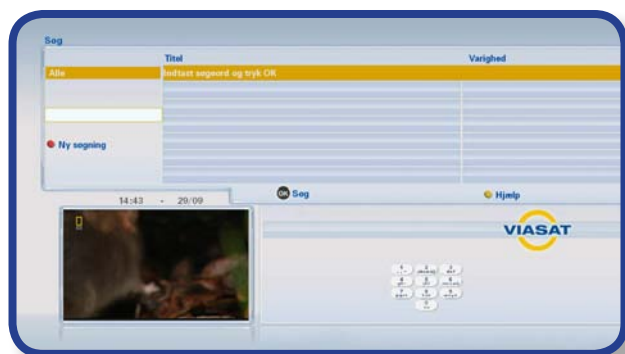 Søg
Titel Varighed
Alle Indtast søgeord og tryk OK
Ny søgning
OK Søg Hjælp
14:43 - 29/09
VIASAT